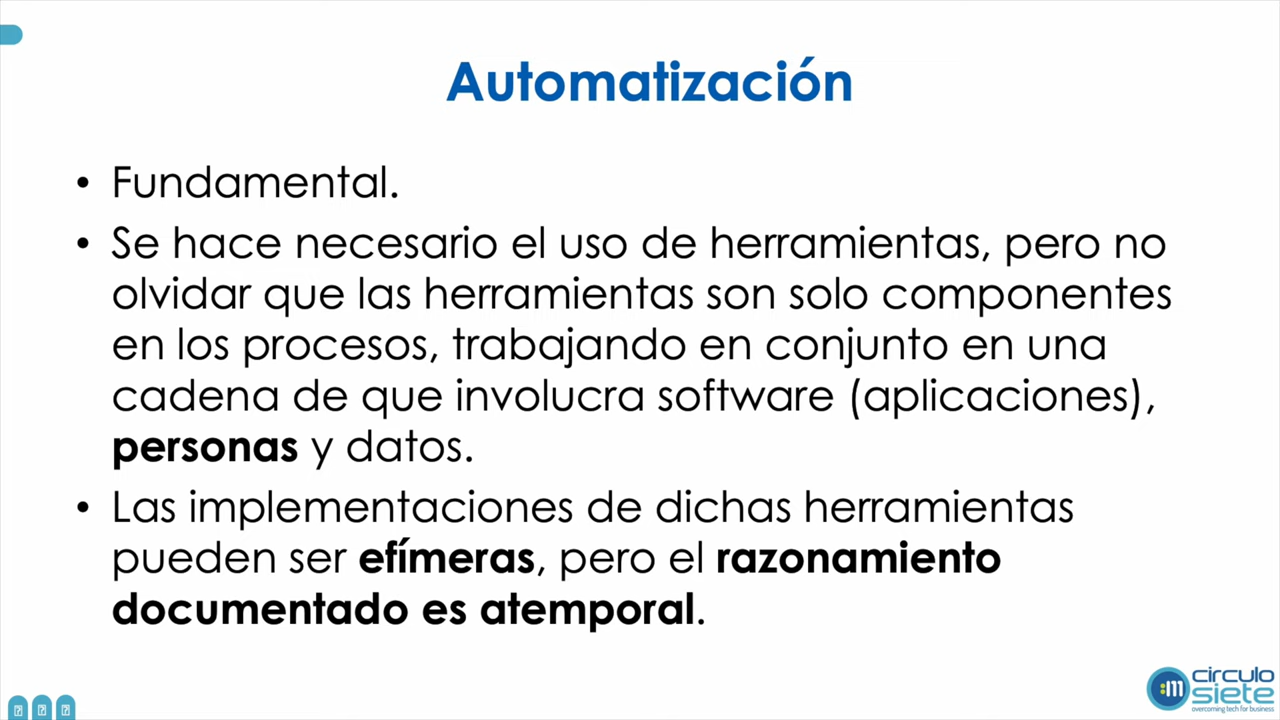 Automatización
• Fundamental.
• Se hace necesario el uso de herramientas, pero no
olvidar que las herramientas son solo componentes
en los procesos, trabajando en conjunto en una
cadena de que involucra software (aplicaciones),
personas y datos.
• Las implementaciones de dichas herramientas
pueden ser efímeras, pero el razonamiento
documentado es atemporal.
:m
circulo
siete
overcoming tech for business